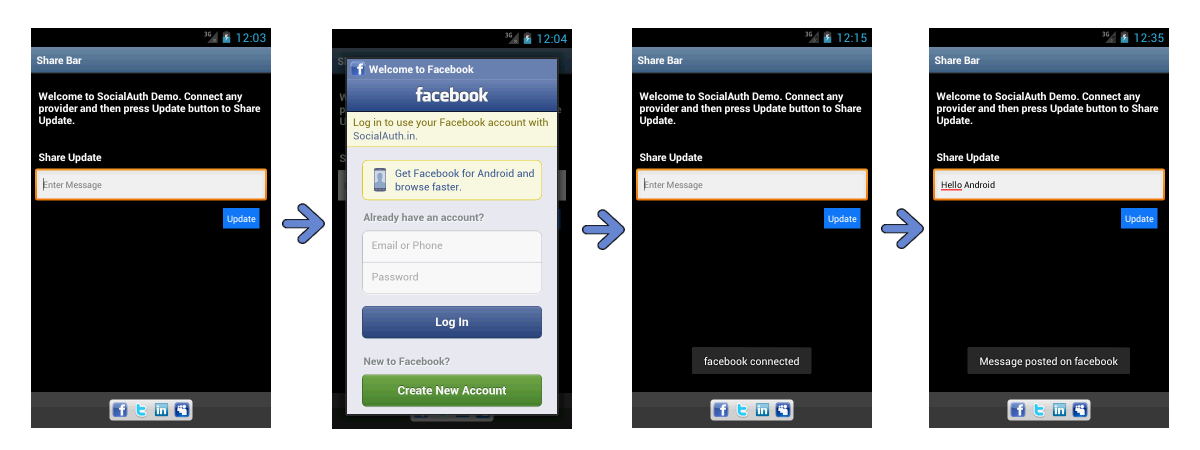 3G 12:03
Share Bar
Welcome to SocialAuth Demo. Connect any
provider and then press Update button to Share
Update.
Share Update
Enter Message
Update
f t in
3G 12:04
f Welcome to Facebook
facebook
Log in to use your Facebook account with
SocialAuth.in.
Get Facebook for Android and
browse faster.
Already have an account?
Email or Phone
Password
Log In
New to Facebook?
Create New Account
3G 12:15
Share Bar
Welcome to SocialAuth Demo. Connect any
provider and then press Update button to Share
Update.
Share Update
Enter Message
Update
facebook connected
f t in
3G 12:35
Share Bar
Welcome to SocialAuth Demo. Connect any
provider and then press Update button to Share
Update.
Share Update
Hello Android
Update
Message posted on facebook
f t in